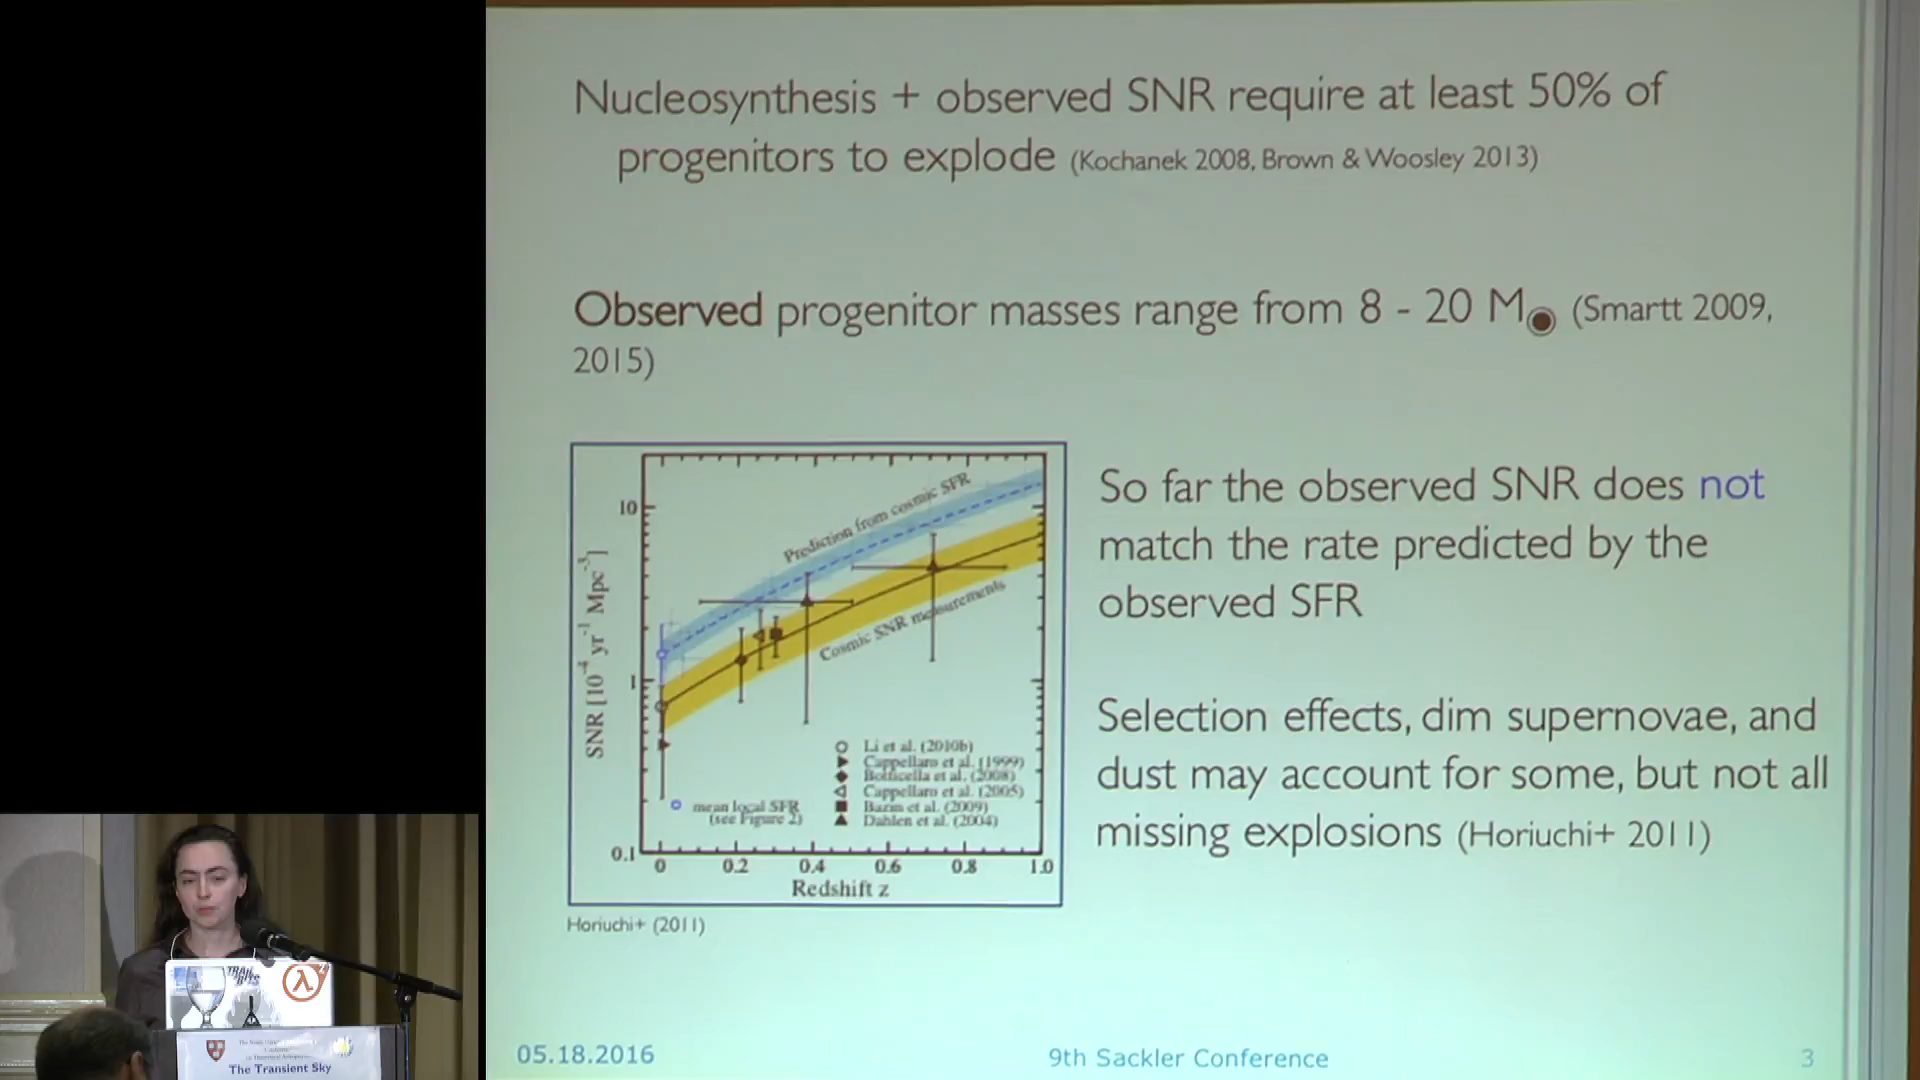 Nucleosynthesis + observed SNR require at least 50% of
progenitors to explode (Kochanek 2008, Brown & Woosley 2013)
Observed progenitor masses range from 8 - 20 M☉ (Smartt 2009,
2015)
So far the observed SNR does not
match the rate predicted by the
observed SFR
Selection effects, dim supernovae, and
dust may account for some, but not all
missing explosions (Horiuchi+ 2011)
SNR [10⁻⁴ yr⁻¹ Mpc⁻³]
10
1
0.1
Prediction from cosmic SFR
Cosmic SNR measurements
Li et al. (2010b)
Cappellaro et al. (1999)
Botticella et al. (2008)
Cappellaro et al. (2005)
Bazin et al. (2009)
Dahlen et al. (2004)
mean local SFR
(see Figure 2)
0 0.2 0.4 0.6 0.8 1.0
Redshift z
Horiuchi+ (2011)
05.18.2016
9th Sackler Conference
3
λ
The Transient Sky